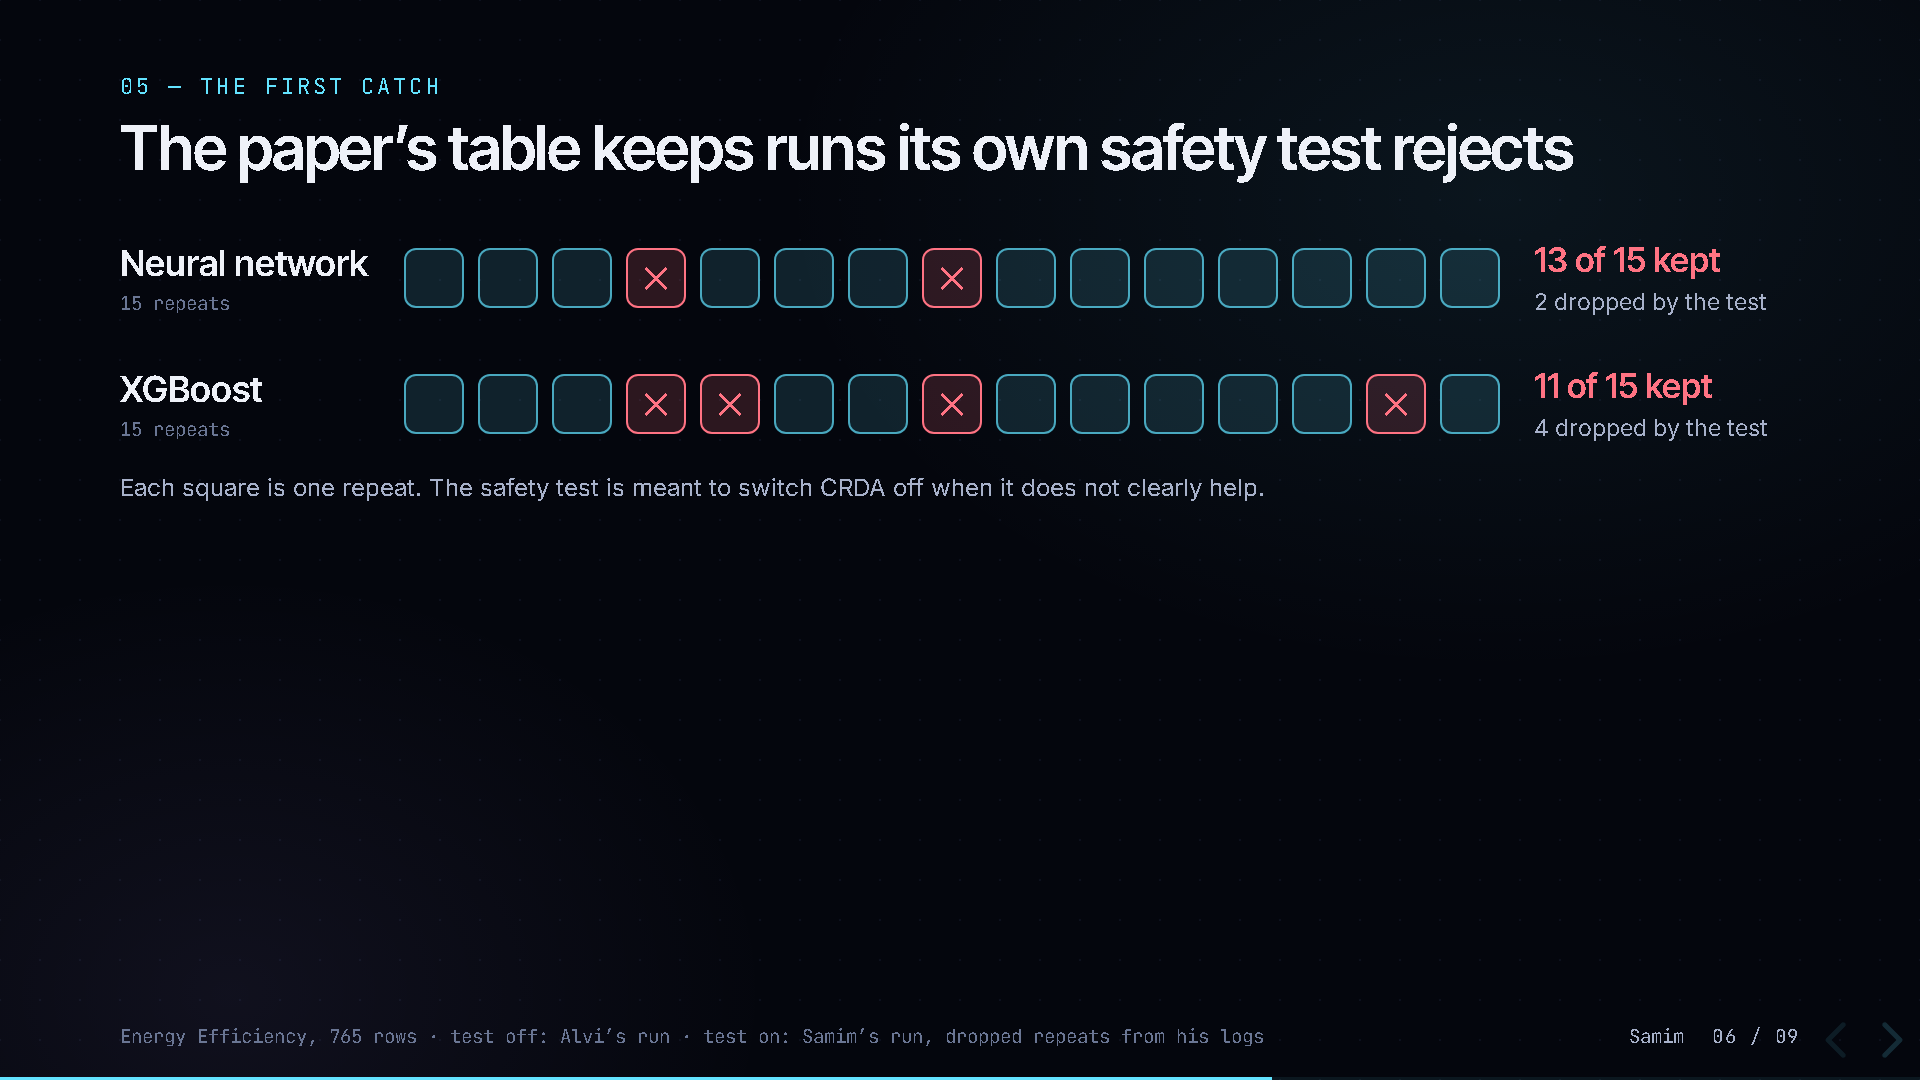 05 — THE FIRST CATCH
The paper’s table keeps runs its own safety test rejects
Neural network
15 repeats
13 of 15 kept
2 dropped by the test
XGBoost
15 repeats
11 of 15 kept
4 dropped by the test
Each square is one repeat. The safety test is meant to switch CRDA off when it does not clearly help.
Energy Efficiency, 765 rows · test off: Alvi’s run · test on: Samim’s run, dropped repeats from his logs
Samim 06 / 09